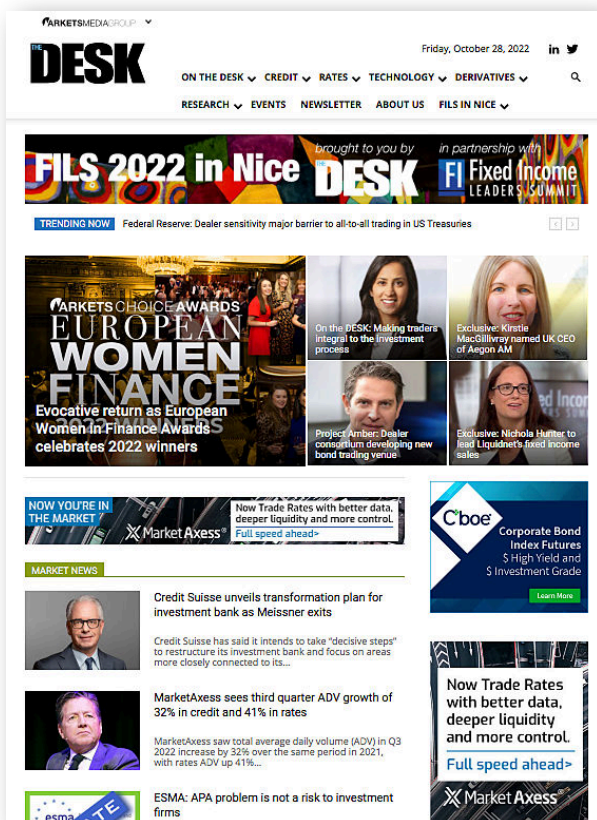 MARKETSMEDIAGROUP
THE
DESK
Friday, October 28, 2022
in
ON THE DESK
CREDIT
RATES
TECHNOLOGY
DERIVATIVES
RESEARCH
EVENTS
NEWSLETTER
ABOUT US
FILS IN NICE
FILS 2022 in Nice
brought to you by
THE
DESK
in partnership with
FI
Fixed Income
LEADERS SUMMIT
TRENDING NOW
Federal Reserve: Dealer sensitivity major barrier to all-to-all trading in US Treasuries
MARKETS CHOICE AWARDS
EUROPEAN
WOMEN
FINANCE
Evocative return as European
Women in Finance Awards
celebrates 2022 winners
On the DESK: Making traders
integral to the investment
process
Exclusive: Kirstie
MacGillivray named UK CEO
of Aegon AM
Project Amber: Dealer
consortium developing new
bond trading venue
Exclusive: Nichola Hunter to
lead Liquidnet's fixed income
sales
NOW YOU'RE IN
THE MARKET
MarketAxess®
Now Trade Rates with better data,
deeper liquidity and more control.
Full speed ahead>
Cboe
Corporate Bond
Index Futures
$ High Yield and
$ Investment Grade
Learn More
MARKET NEWS
Credit Suisse unveils transformation plan for
investment bank as Meissner exits
Credit Suisse has said it intends to take "decisive steps"
to restructure its investment bank and focus on areas
more closely connected to its...
MarketAxess sees third quarter ADV growth of
32% in credit and 41% in rates
MarketAxess saw total average daily volume (ADV) in Q3
2022 increase by 32% over the same period in 2021,
with rates ADV up 41%...
Now Trade Rates
with better data,
deeper liquidity
and more control.
Full speed ahead>
MarketAxess®
esma
ESMA: APA problem is not a risk to investment
firms